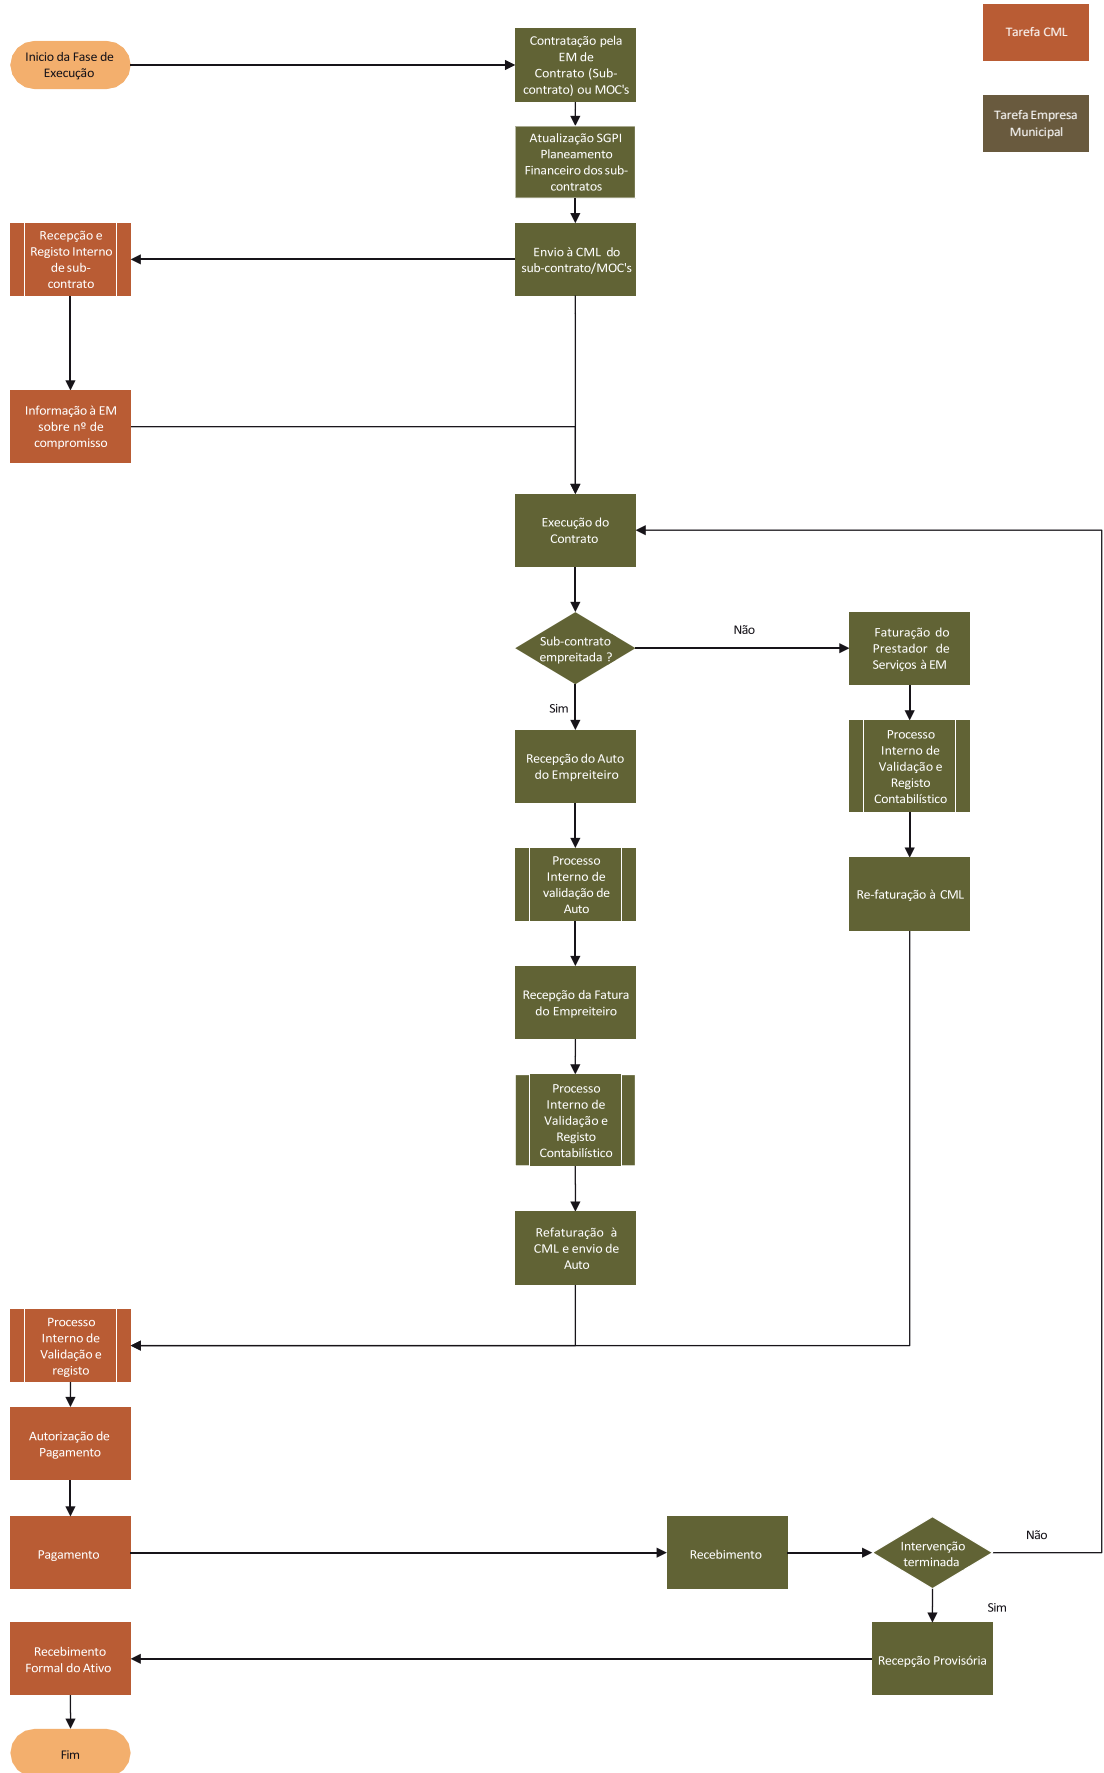 Tarefa CML
Tarefa Empresa
Municipal
Inicio da Fase de
Execução
Contratação pela
EM de
Contrato (Sub-
contrato) ou MOC's
Atualização SGPI
Planeamento
Financeiro dos sub-
contratos
Envio à CML do
sub-contrato/MOC's
Recepção e
Registo Interno
de sub-
contrato
Informação à EM
sobre nº de
compromisso
Execução do
Contrato
Sub-contrato
empreitada ?
Não
Sim
Faturação do
Prestador de
Serviços à EM
Processo
Interno de
Validação e
Registo
Contabilístico
Re-faturação à CML
Recepção do Auto
do Empreiteiro
Processo
Interno de
validação de
Auto
Recepção da Fatura
do Empreiteiro
Processo
Interno de
Validação e
Registo
Contabilístico
Refaturação à
CML e envio de
Auto
Processo
Interno de
Validação e
registo
Autorização de
Pagamento
Pagamento
Recebimento
Intervenção
terminada
Não
Sim
Recepção Provisória
Recebimento
Formal do Ativo
Fim